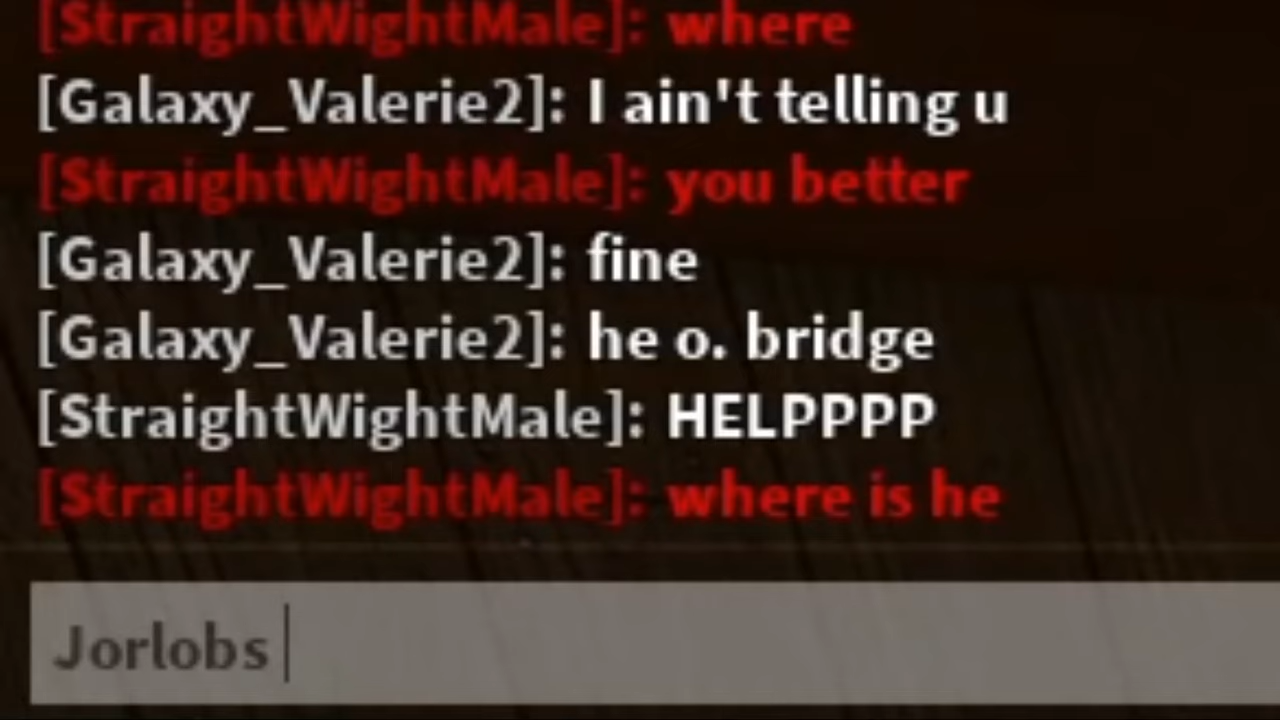 [StraightWightMale]: where
[Galaxy_Valerie2]: I ain't telling u
[StraightWightMale]: you better
[Galaxy_Valerie2]: fine
[Galaxy_Valerie2]: he o. bridge
[StraightWightMale]: HELPPPP
[StraightWightMale]: where is he
Jorlobs